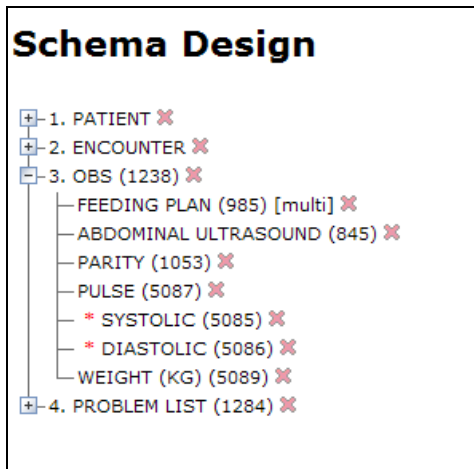 Schema Design
1. PATIENT
2. ENCOUNTER
3. OBS (1238)
FEEDING PLAN (985) [multi]
ABDOMINAL ULTRASOUND (845)
PARITY (1053)
PULSE (5087)
* SYSTOLIC (5085)
* DIASTOLIC (5086)
WEIGHT (KG) (5089)
4. PROBLEM LIST (1284)